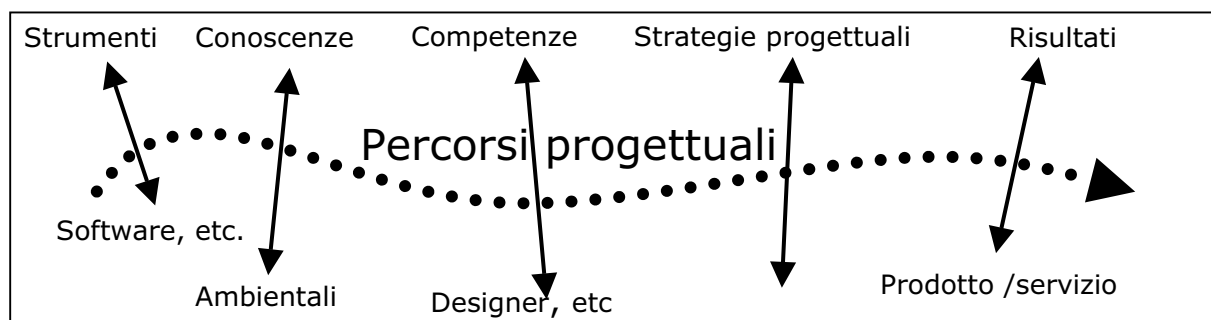 Strumenti Conoscenze Competenze Strategie progettuali Risultati
Percorsi progettuali
Software, etc.
Ambientali Designer, etc Prodotto /servizio